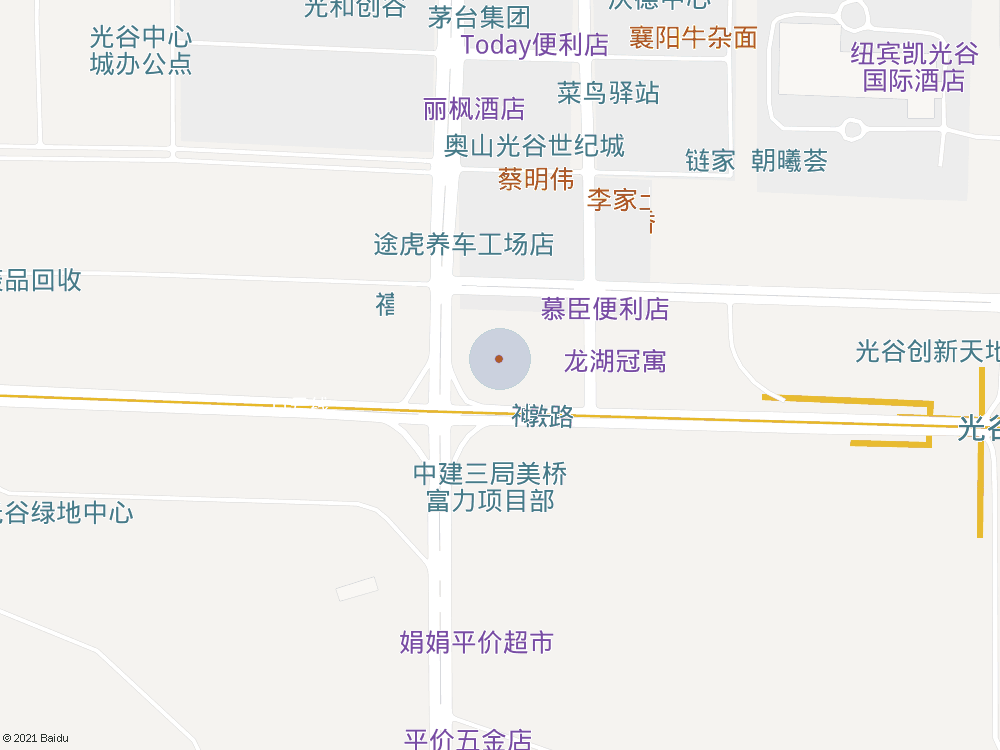 光和创谷
茅台集团
光谷中心
城办公点
Today便利店
襄阳牛杂面
纽宾凯光谷
国际酒店
菜鸟驿站
丽枫酒店
奥山光谷世纪城
链家
朝曦荟
蔡明伟
李家二
途虎养车工场店
品回收
慕臣便利店
龙湖冠寓
光谷创新天地
敦路
光谷
中建三局美桥
富力项目部
谷绿地中心
娟娟平价超市
平价五金店
© 2021 Baidu